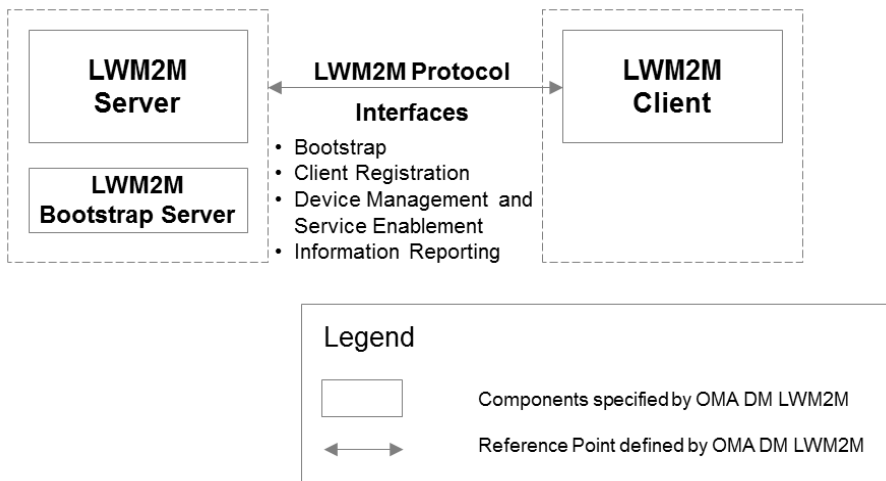 LWM2M
Server
LWM2M
Bootstrap Server
LWM2M Protocol
Interfaces
• Bootstrap
• Client Registration
• Device Management and
Service Enablement
• Information Reporting
LWM2M
Client
Legend
Components specified by OMA DM LWM2M
Reference Point defined by OMA DM LWM2M